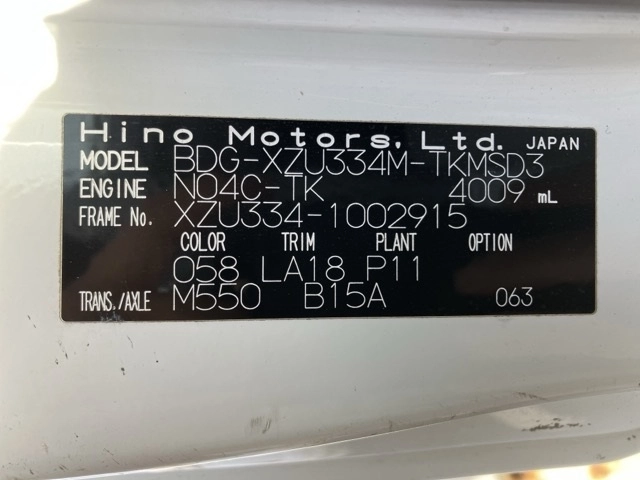 Hino Motors, Ltd. JAPAN
MODEL BDG-XZU334M-TKMSD3
ENGINE N04C-TK 4009 mL
FRAME No. XZU334-1002915
COLOR TRIM PLANT OPTION
058 LA18 P11
TRANS./AXLE M550 B15A 063